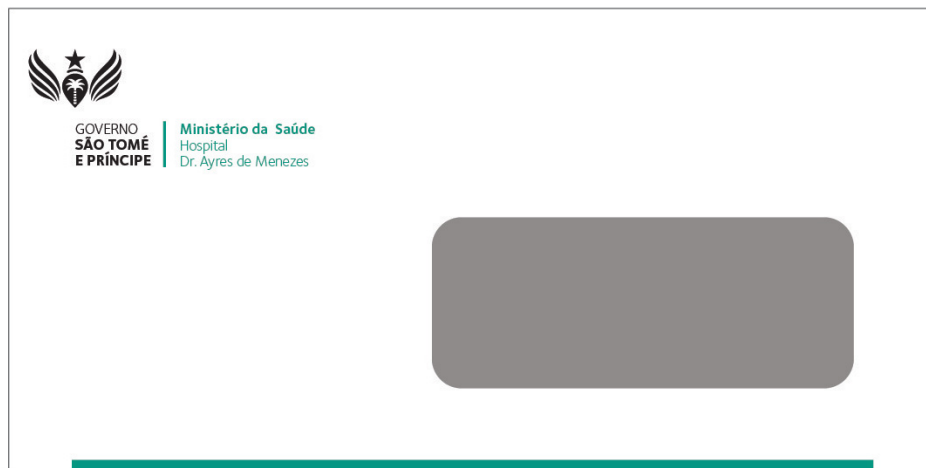 GOVERNO
SÃO TOMÉ
E PRÍNCIPE
Ministério da Saúde
Hospital
Dr. Ayres de Menezes